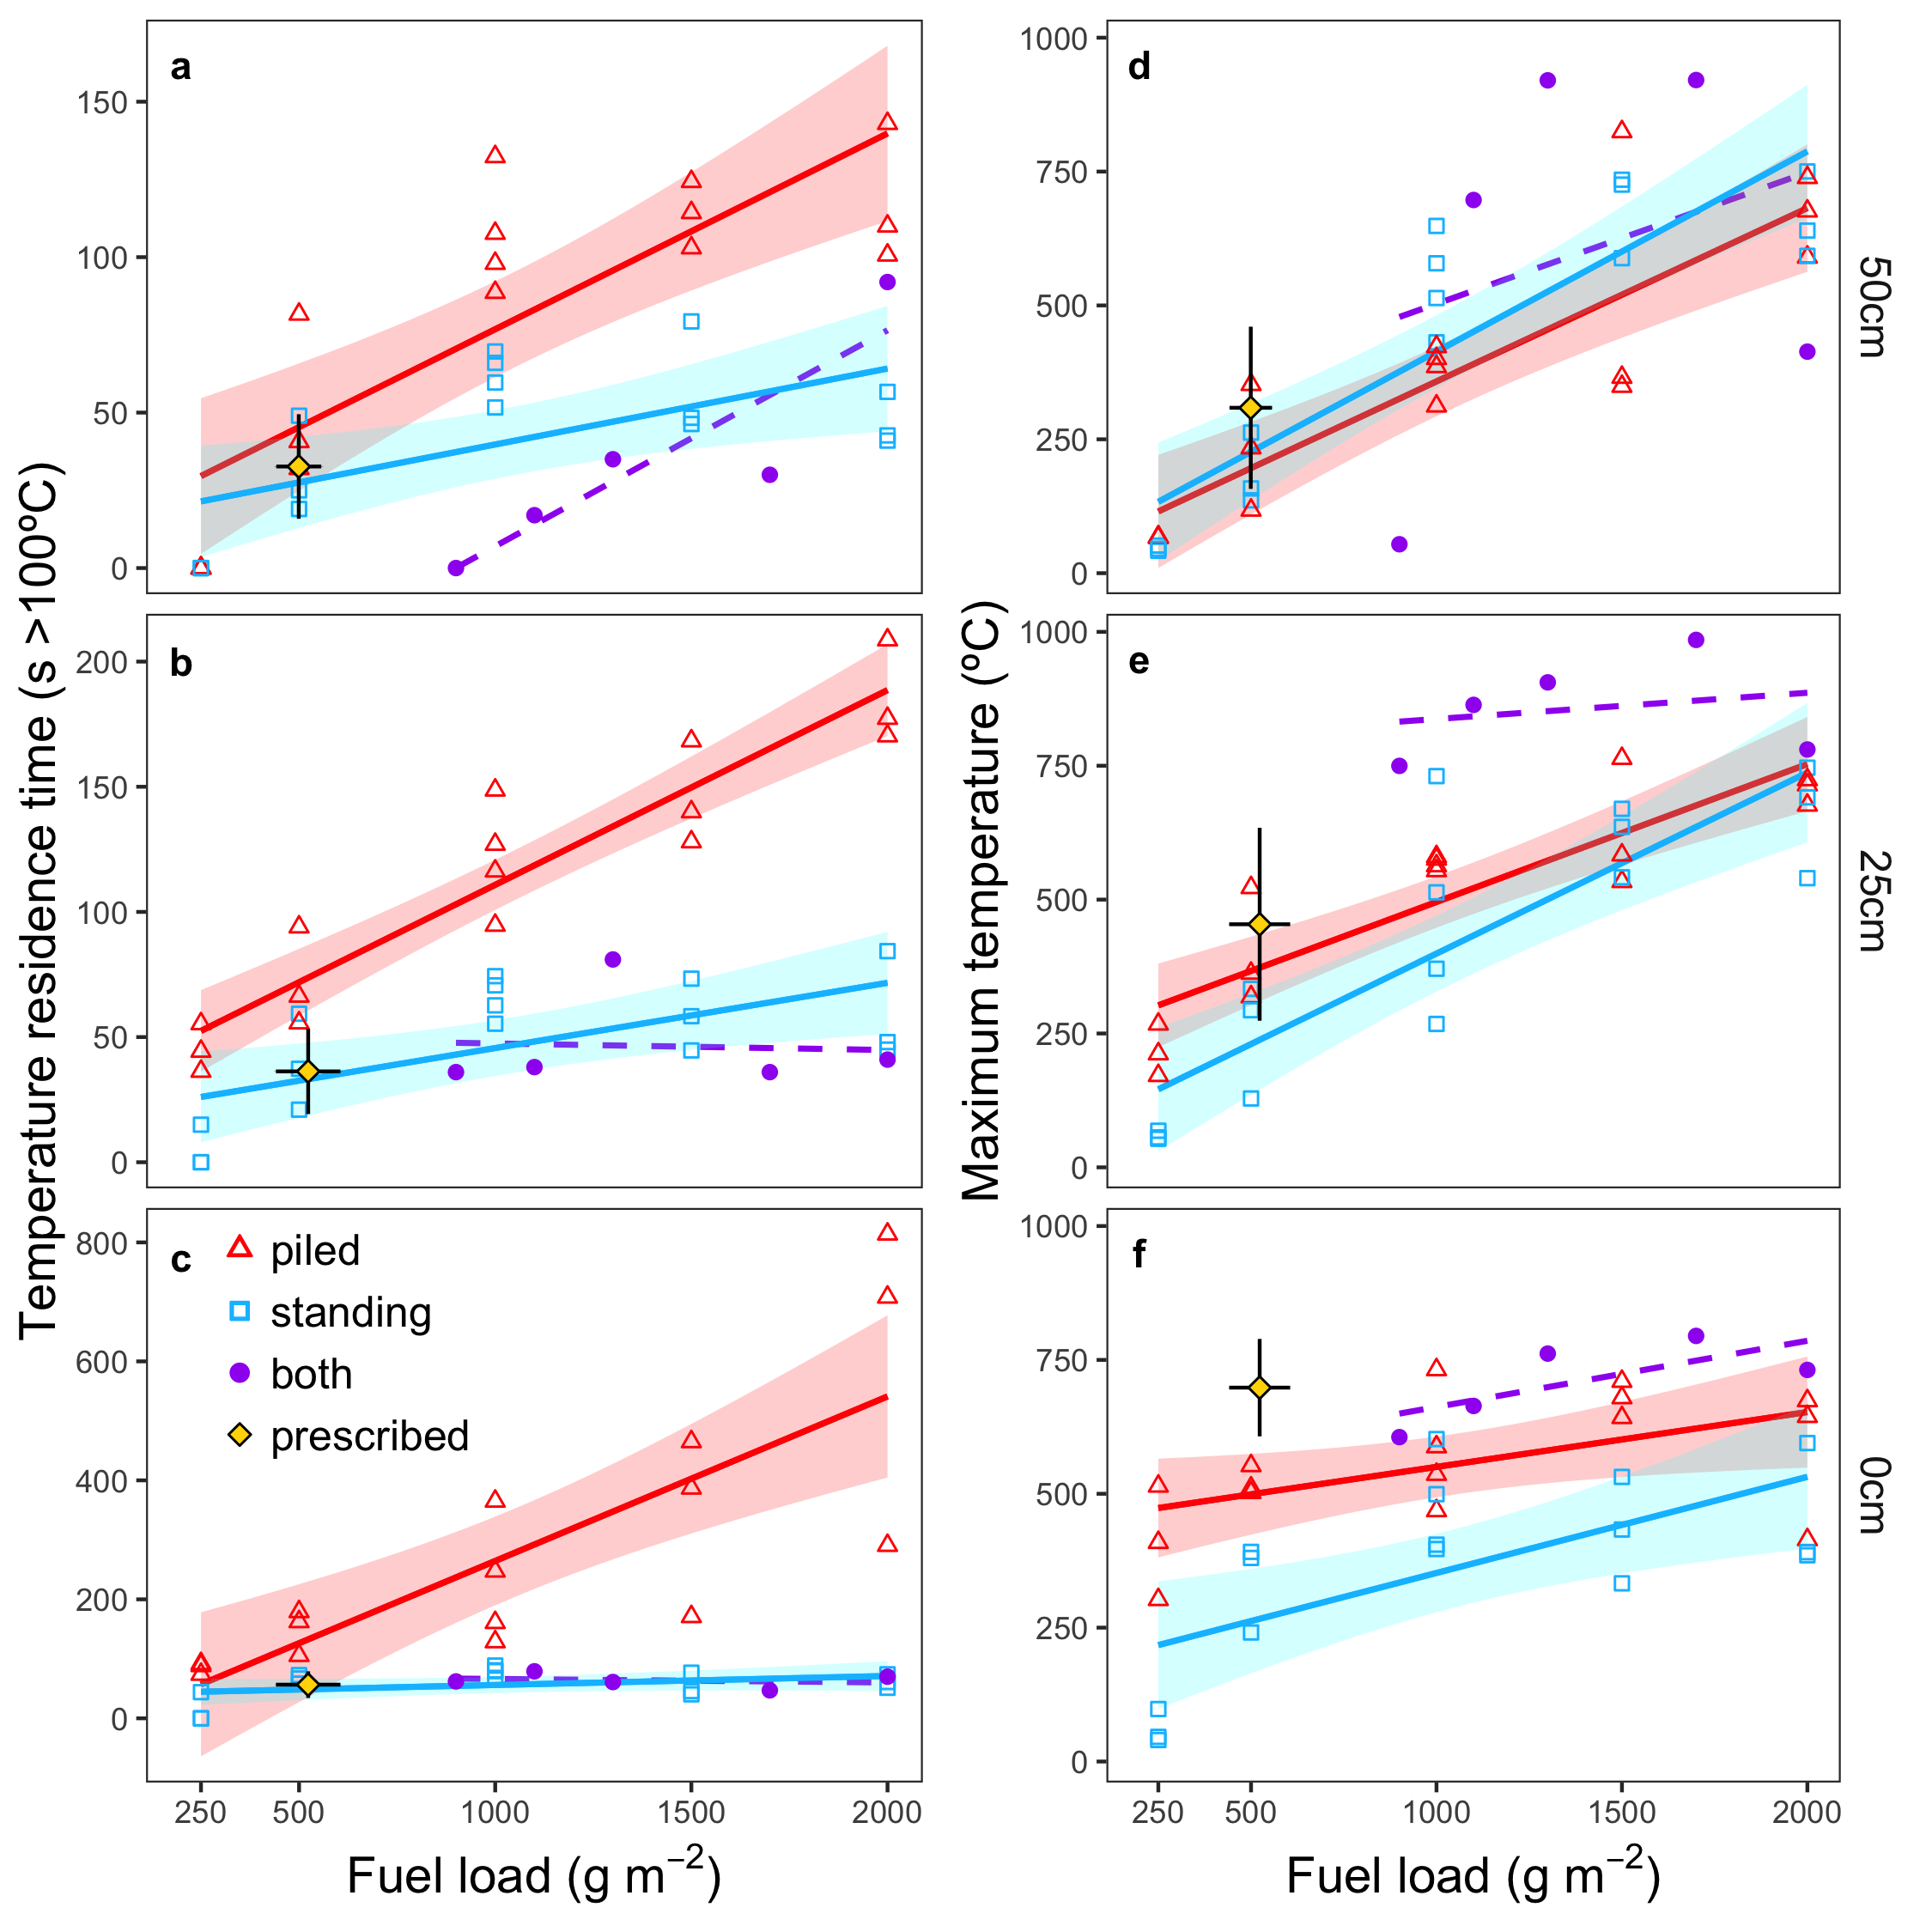 Temperature residence time (s >100ºC)
a
150
100
50
0
b
200
150
100
50
0
c
800
600
400
200
0
piled
standing
both
prescribed
250 500 1000 1500 2000
Fuel load (g m⁻²)
Maximum temperature (ºC)
d
1000
750
500
250
0
50cm
e
1000
750
500
250
0
25cm
f
1000
750
500
250
0
0cm
250 500 1000 1500 2000
Fuel load (g m⁻²)